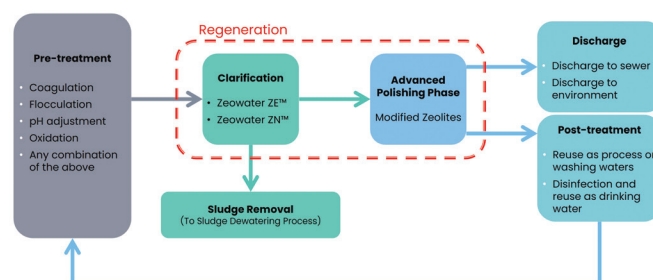 Regeneration
Pre-treatment
• Coagulation
• Flocculation
• pH adjustment
• Oxidation
• Any combination
of the above
Clarification
• Zeowater ZE™
• Zeowater ZN™
Advanced
Polishing Phase
Modified Zeolites
Discharge
• Discharge to sewer
• Discharge to
environment
Post-treatment
• Reuse as process or
washing waters
• Disinfection and
reuse as drinking
water
Sludge Removal
(To Sludge Dewatering Process)